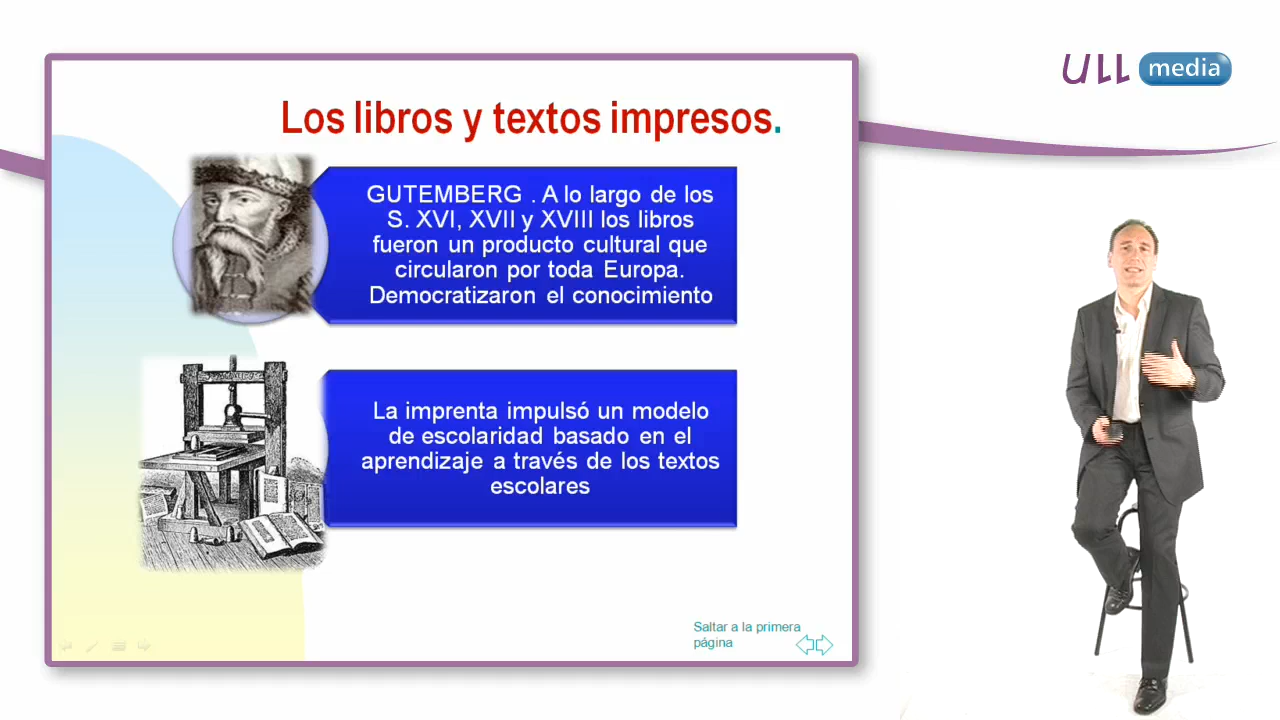 ULL media
Los libros y textos impresos.
GUTEMBERG . A lo largo de los
S. XVI, XVII y XVIII los libros
fueron un producto cultural que
circularon por toda Europa.
Democratizaron el conocimiento
La imprenta impulsó un modelo
de escolaridad basado en el
aprendizaje a través de los textos
escolares
Saltar a la primera
página